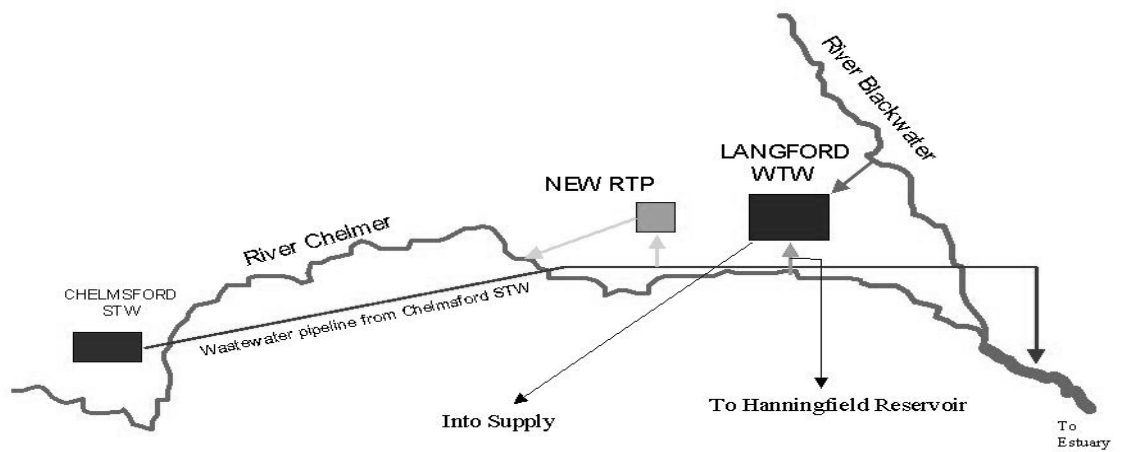 River Blackwater
LANGFORD
WTW
NEW RTP
River Chelmer
CHELMSFORD
STW
Wastewater pipeline from Chelmsford STW
Into Supply
To Hanningfield Reservoir
To
Estuary